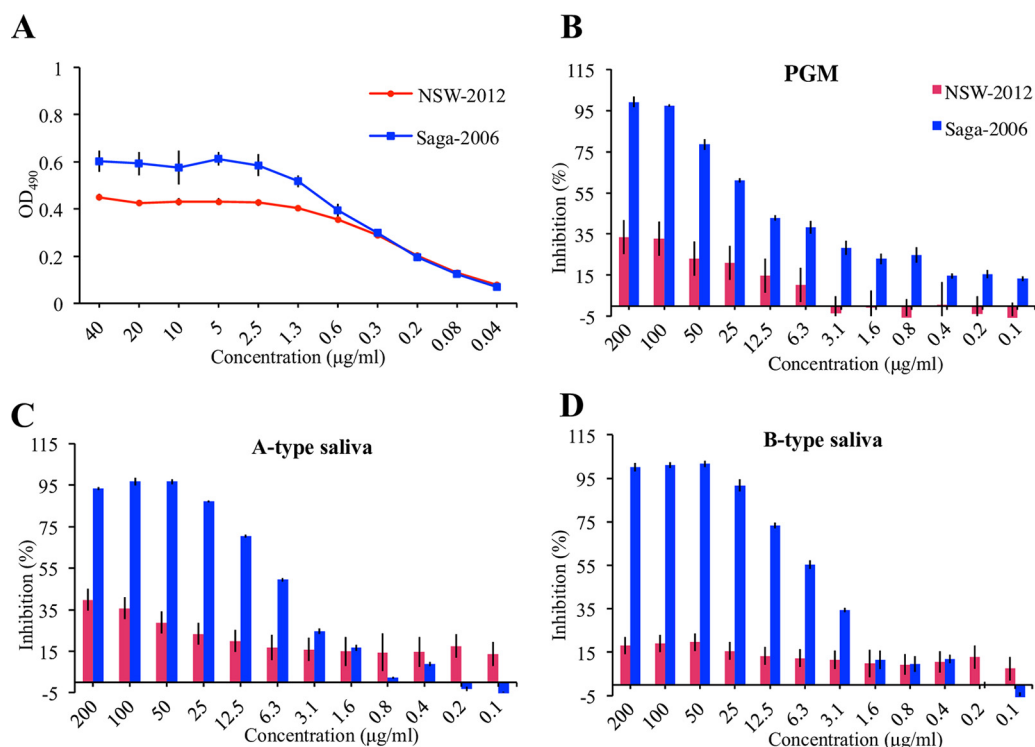 A
1
0.8
0.6
0.4
0.2
0
OD490
NSW-2012
Saga-2006
40 20 10 5 2.5 1.3 0.6 0.3 0.2 0.08 0.04
Concentration (μg/ml)
B
PGM
115
95
75
55
35
15
-5
Inhibition (%)
NSW-2012
Saga-2006
200 100 50 25 12.5 6.3 3.1 1.6 0.8 0.4 0.2 0.1
Concentration (μg/ml)
C
A-type saliva
115
95
75
55
35
15
-5
Inhibition (%)
200 100 50 25 12.5 6.3 3.1 1.6 0.8 0.4 0.2 0.1
Concentration (μg/ml)
D
B-type saliva
115
95
75
55
35
15
-5
Inhibition (%)
200 100 50 25 12.5 6.3 3.1 1.6 0.8 0.4 0.2 0.1
Concentration (μg/ml)